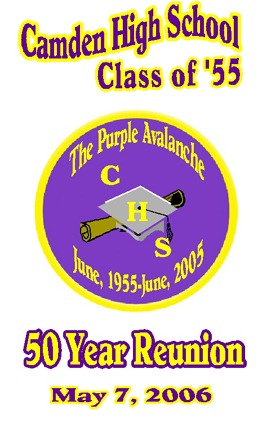 Camden High School
Class of '55
The Purple Avalanche
C
H
S
June, 1955-June, 2005
50 Year Reunion
May 7, 2006